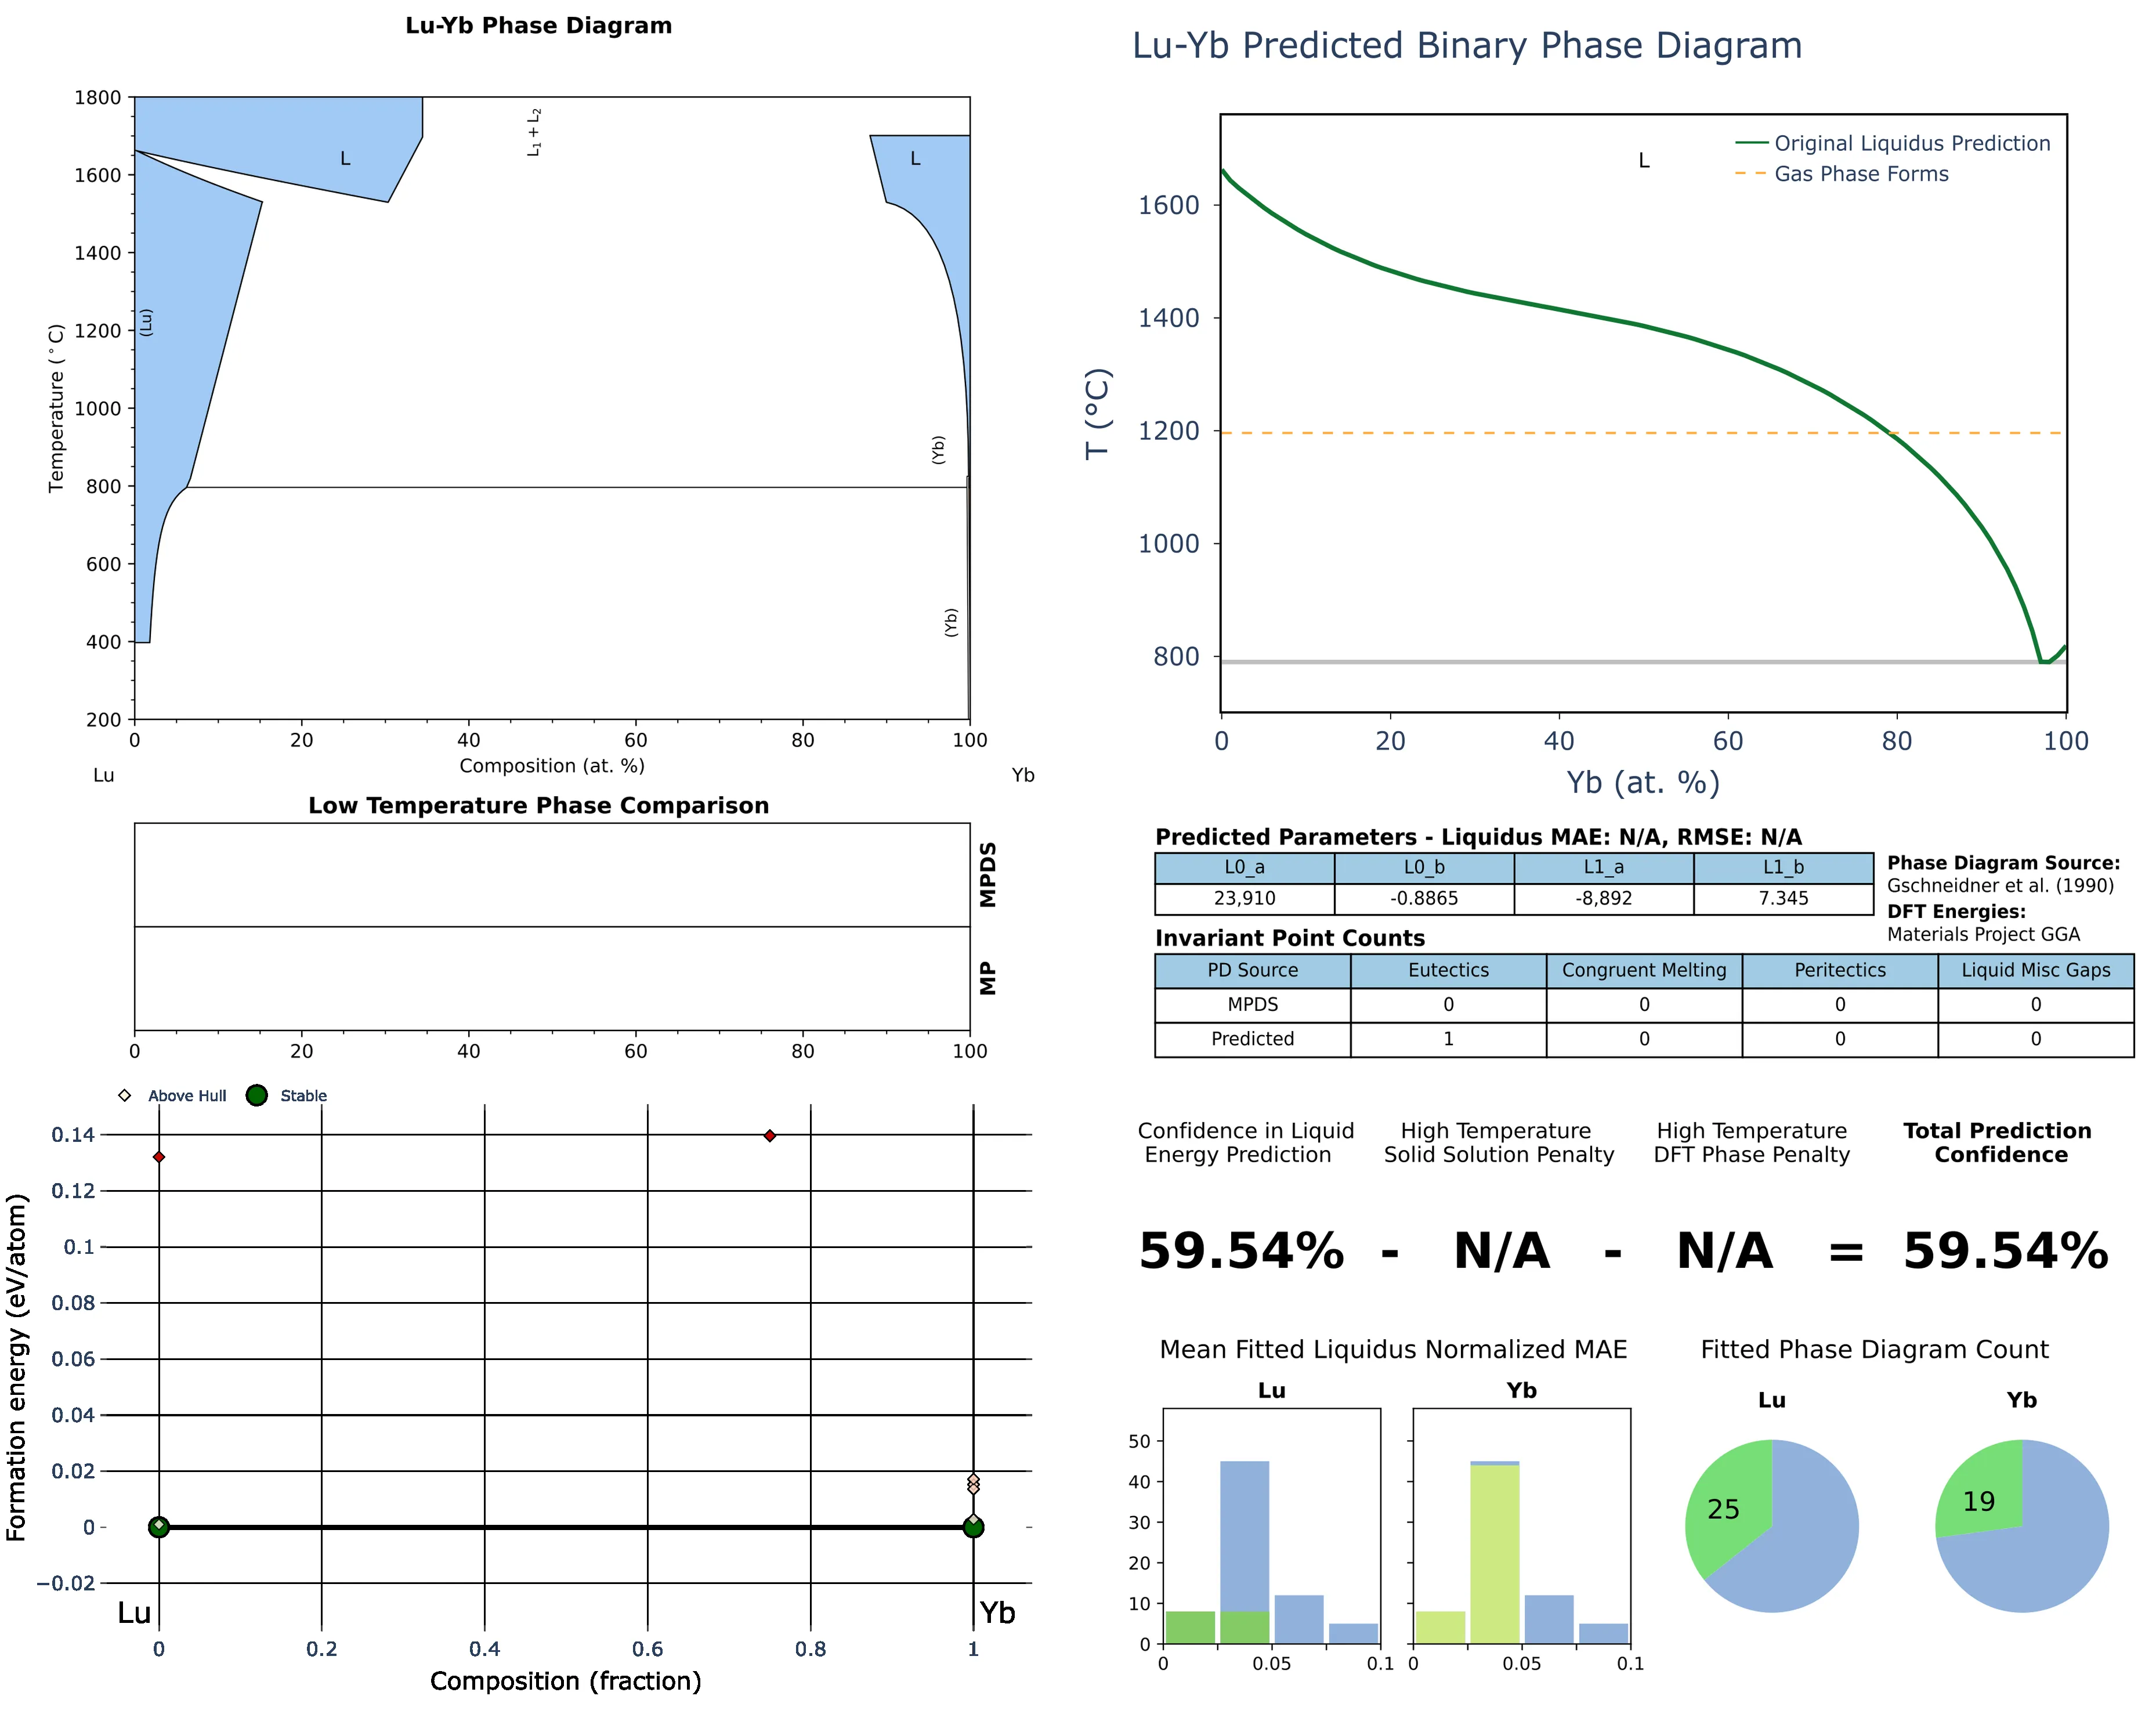 Lu-Yb Phase Diagram
1800
1600
1400
1200
1000
800
600
400
200
Temperature (°C)
L
L₁ + L₂
L
(Lu)
(Yb)
(Yb)
0 20 40 60 80 100
Composition (at. %)
Lu Yb
Low Temperature Phase Comparison
MPDS
MP
0 20 40 60 80 100
Above Hull Stable
0.14
0.12
0.1
0.08
0.06
0.04
0.02
0
−0.02
Formation energy (eV/atom)
Lu Yb
0 0.2 0.4 0.6 0.8 1
Composition (fraction)
Lu-Yb Predicted Binary Phase Diagram
L
Original Liquidus Prediction
Gas Phase Forms
1600
1400
1200
1000
800
T (°C)
0 20 40 60 80 100
Yb (at. %)
Predicted Parameters - Liquidus MAE: N/A, RMSE: N/A
L0_a L0_b L1_a L1_b
23,910 -0.8865 -8,892 7.345
Phase Diagram Source:
Gschneidner et al. (1990)
DFT Energies:
Materials Project GGA
Invariant Point Counts
PD Source Eutectics Congruent Melting Peritectics Liquid Misc Gaps
MPDS 0 0 0 0
Predicted 1 0 0 0
Confidence in Liquid
Energy Prediction
High Temperature
Solid Solution Penalty
High Temperature
DFT Phase Penalty
Total Prediction
Confidence
59.54% - N/A - N/A = 59.54%
Mean Fitted Liquidus Normalized MAE
Lu Yb
50
40
30
20
10
0
0 0.05 0.1
0 0.05 0.1
Fitted Phase Diagram Count
Lu Yb
25
19